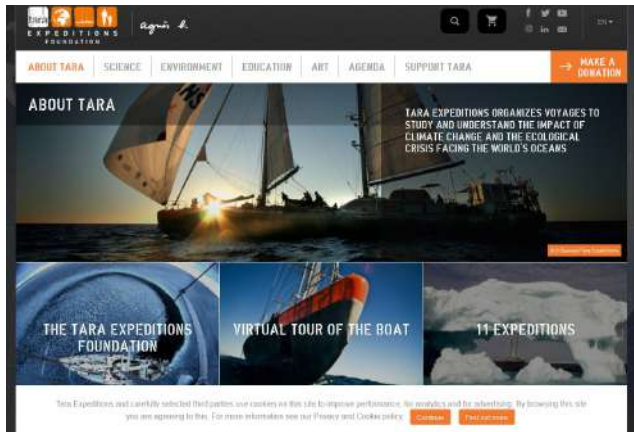 EXPEDITIONS
FOUNDATION
agnès b.
EN
ABOUT TARA
SCIENCE
ENVIRONMENT
EDUCATION
ART
AGENDA
SUPPORT TARA
→ MAKE A
DONATION
ABOUT TARA
TARA EXPEDITIONS ORGANIZES VOYAGES TO
STUDY AND UNDERSTAND THE IMPACT OF
CLIMATE CHANGE AND THE ECOLOGICAL
CRISIS FACING THE WORLD'S OCEANS
THE TARA EXPEDITIONS
FOUNDATION
VIRTUAL TOUR OF THE BOAT
11 EXPEDITIONS
Tara Expeditions and carefully selected third parties use cookies on this site to improve performance, for analytics and for advertising. By browsing this site
you are agreeing to this. For more information see our Privacy and Cookie policy.
Continue
Find out more